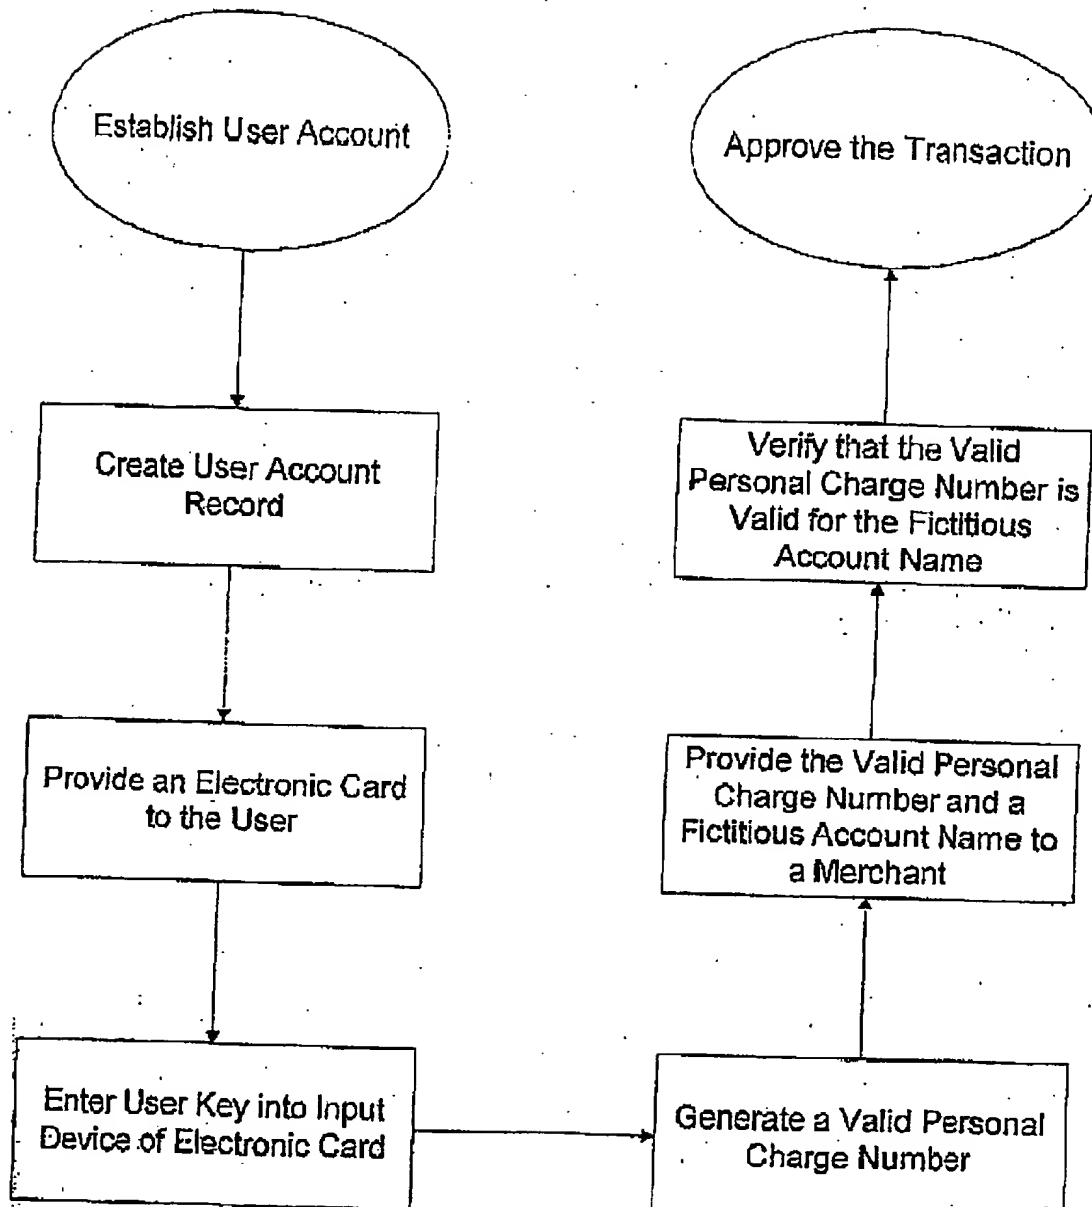 Establish User Account
Create User Account
Record
Provide an Electronic Card
to the User
Enter User Key into Input
Device of Electronic Card
Generate a Valid Personal
Charge Number
Provide the Valid Personal
Charge Number and a
Fictitious Account Name to
a Merchant
Verify that the Valid
Personal Charge Number is
Valid for the Fictitious
Account Name
Approve the Transaction